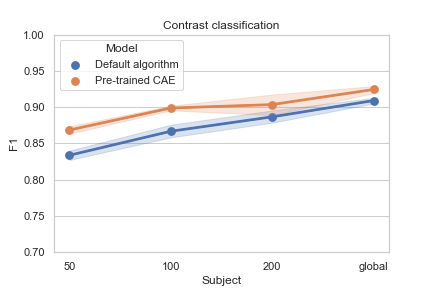 Contrast classification
Model
Default algorithm
Pre-trained CAE
1.00
0.95
0.90
0.85
0.80
0.75
0.70
F1
50 100 200 global
Subject